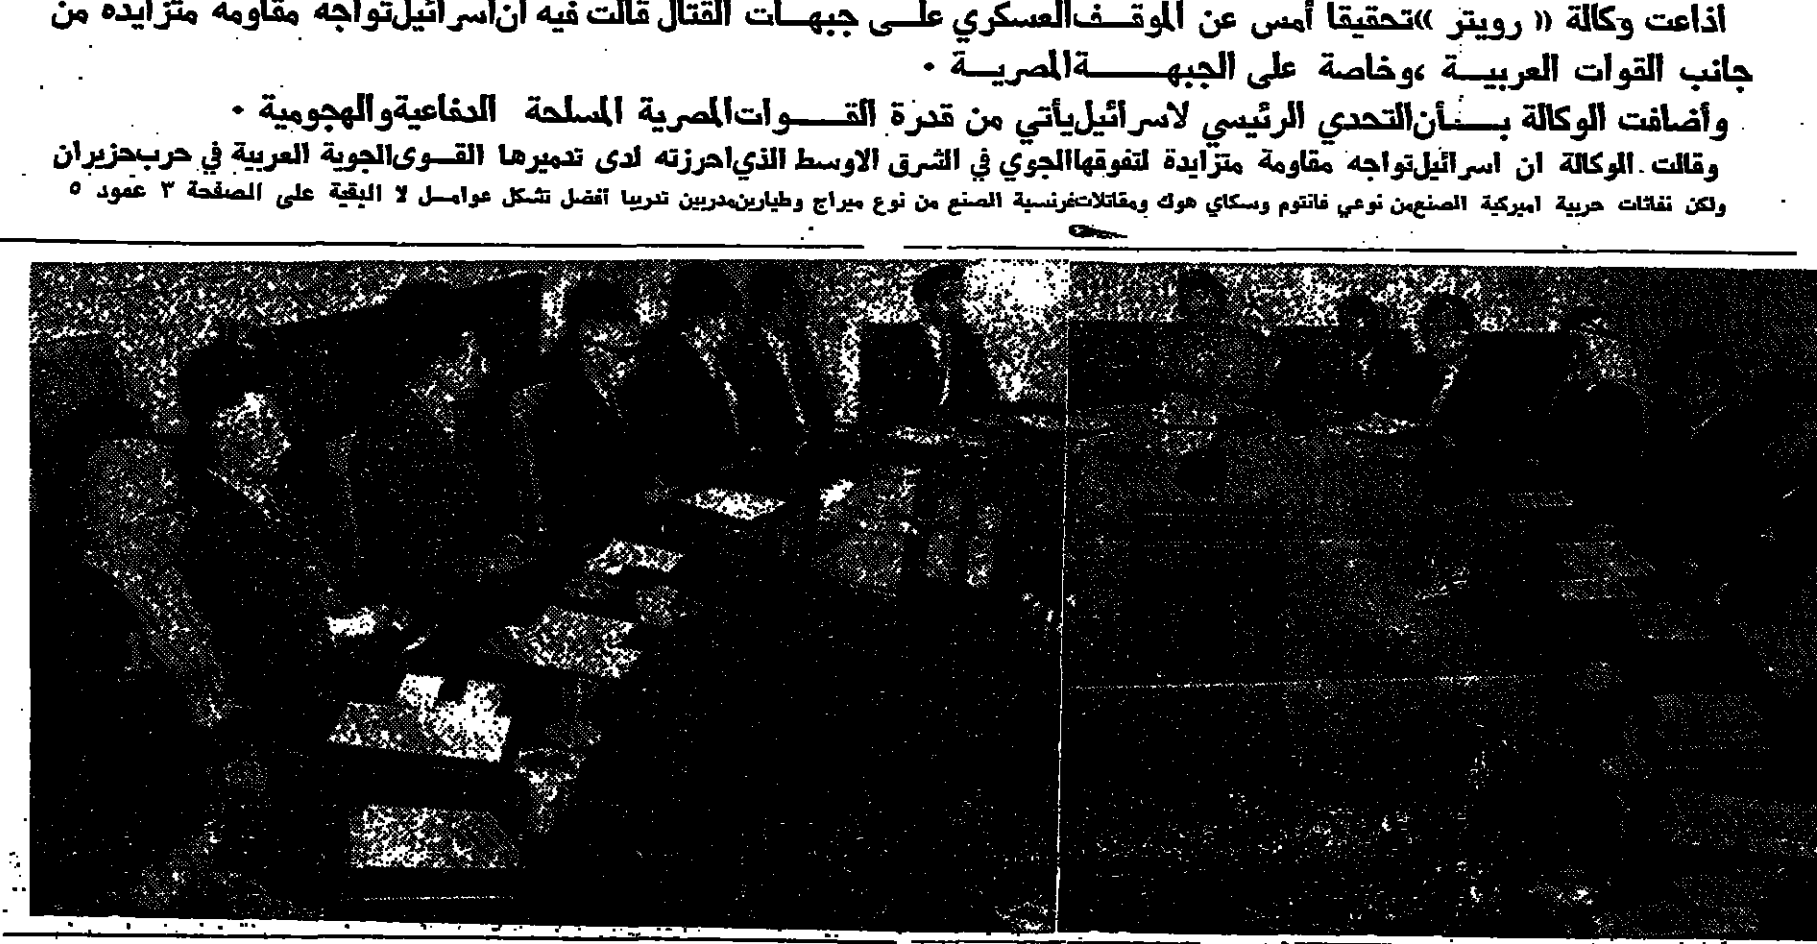 اذاعت وكالة « رويتر »تحقيقا أمس عن الموقف العسكري على جبهات القتال قالت فيه ان اسرائيل تواجه مقاومة متزايدة من
جانب القوات العربية ،وخاصة على الجبهة المصرية .
وأضافت الوكالة بأن التحدي الرئيسي لاسرائيل يأتي من قدرة القوات المصرية المسلحة الدفاعية والهجومية .
وقالت الوكالة ان اسرائيل تواجه مقاومة متزايدة لتفوقها الجوي في الشرق الاوسط الذي احرزته لدى تدميرها القوى الجوية العربية في حرب حزيران
ولكن نفاثات حربية اميركية الصنع من نوعي فانتوم وسكاي هوك ومقاتلات فرنسية الصنع من نوع ميراج وطيارين مدربين تدريبا أفضل تشكل عوامل لا البقية على الصفحة ٣ عمود ٥